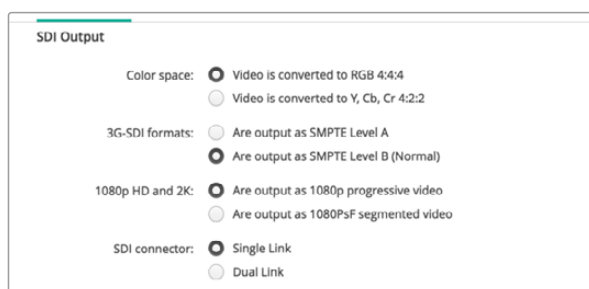 SDI Output
Color space: Video is converted to RGB 4:4:4
Video is converted to Y, Cb, Cr 4:2:2
3G-SDI formats: Are output as SMPTE Level A
Are output as SMPTE Level B (Normal)
1080p HD and 2K: Are output as 1080p progressive video
Are output as 1080PsF segmented video
SDI connector: Single Link
Dual Link